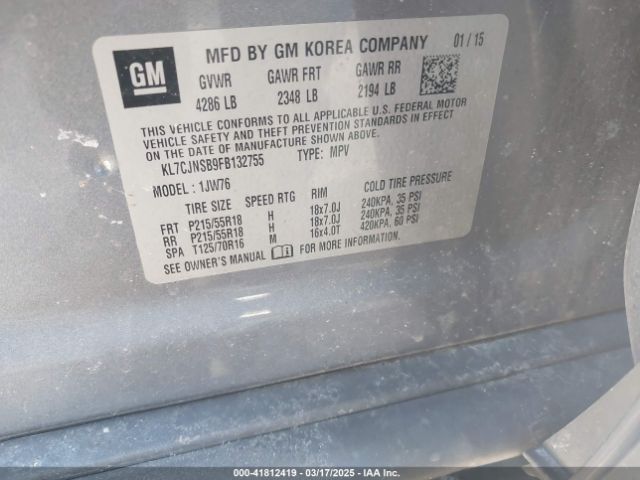 GM
MFD BY GM KOREA COMPANY 01 / 15
GVWR GAWR FRT GAWR RR
4286 LB 2348 LB 2194 LB
THIS VEHICLE CONFORMS TO ALL APPLICABLE U.S. FEDERAL MOTOR
VEHICLE SAFETY AND THEFT PREVENTION STANDARDS IN EFFECT
ON THE DATE OF MANUFACTURE SHOWN ABOVE.
KL7CJNSB9FB132755 TYPE: MPV
MODEL: 1JW76
TIRE SIZE SPEED RTG RIM COLD TIRE PRESSURE
FRT P215/55R18 H 18x7.0J 240KPA, 35 PSI
RR P215/55R18 H 18x7.0J 240KPA, 35 PSI
SPA T125/70R16 M 16x4.0T 420KPA, 60 PSI
SEE OWNER'S MANUAL FOR MORE INFORMATION.
000-41812419 - 03/17/2025 - IAA Inc.